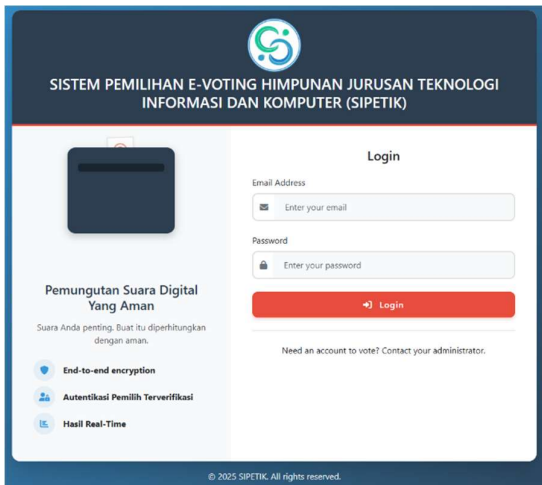 SISTEM PEMILIHAN E-VOTING HIMPUNAN JURUSAN TEKNOLOGI
INFORMASI DAN KOMPUTER (SIPETIK)
Pemungutan Suara Digital
Yang Aman
Suara Anda penting. Buat itu diperhitungkan
dengan aman.
End-to-end encryption
Autentikasi Pemilih Terverifikasi
Hasil Real-Time
Login
Email Address
Enter your email
Password
Enter your password
Login
Need an account to vote? Contact your administrator.
© 2025 SIPETIK. All rights reserved.